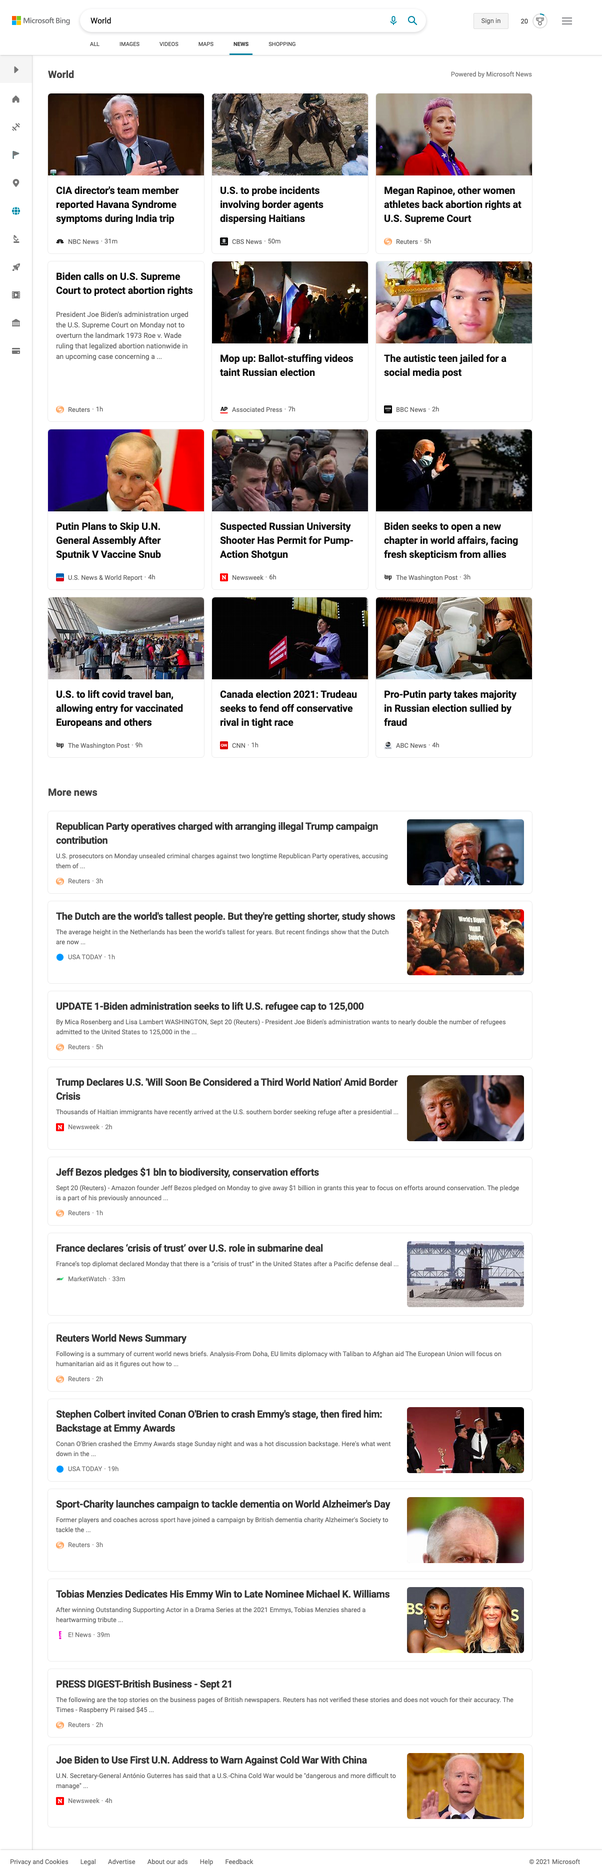 Microsoft Bing
World
Sign in
20
ALL
IMAGES
VIDEOS
MAPS
NEWS
SHOPPING
World
Powered by Microsoft News
CIA director's team member
reported Havana Syndrome
symptoms during India trip
NBC News · 31m
U.S. to probe incidents
involving border agents
dispersing Haitians
CBS News · 50m
Megan Rapinoe, other women
athletes back abortion rights at
U.S. Supreme Court
Reuters · 5h
Biden calls on U.S. Supreme
Court to protect abortion rights
President Joe Biden's administration urged
the U.S. Supreme Court on Monday not to
overturn the landmark 1973 Roe v. Wade
ruling that legalized abortion nationwide in
an upcoming case concerning a ...
Reuters · 1h
Mop up: Ballot-stuffing videos
taint Russian election
AP Associated Press · 7h
The autistic teen jailed for a
social media post
BBC News · 2h
Putin Plans to Skip U.N.
General Assembly After
Sputnik V Vaccine Snub
U.S. News & World Report · 4h
Suspected Russian University
Shooter Has Permit for Pump-
Action Shotgun
N Newsweek · 6h
Biden seeks to open a new
chapter in world affairs, facing
fresh skepticism from allies
wp The Washington Post · 3h
U.S. to lift covid travel ban,
allowing entry for vaccinated
Europeans and others
wp The Washington Post · 9h
Canada election 2021: Trudeau
seeks to fend off conservative
rival in tight race
CNN · 1h
Pro-Putin party takes majority
in Russian election sullied by
fraud
ABC News · 4h
More news
Republican Party operatives charged with arranging illegal Trump campaign
contribution
U.S. prosecutors on Monday unsealed criminal charges against two longtime Republican Party operatives, accusing
them of ...
Reuters · 3h
The Dutch are the world's tallest people. But they're getting shorter, study shows
The average height in the Netherlands has been the world's tallest for years. But recent findings show that the Dutch
are now ...
USA TODAY · 1h
UPDATE 1-Biden administration seeks to lift U.S. refugee cap to 125,000
By Mica Rosenberg and Lisa Lambert WASHINGTON, Sept 20 (Reuters) - President Joe Biden's administration wants to nearly double the number of refugees
admitted to the United States to 125,000 in the ...
Reuters · 5h
Trump Declares U.S. 'Will Soon Be Considered a Third World Nation' Amid Border
Crisis
Thousands of Haitian immigrants have recently arrived at the U.S. southern border seeking refuge after a presidential ...
N Newsweek · 2h
Jeff Bezos pledges $1 bln to biodiversity, conservation efforts
Sept 20 (Reuters) - Amazon founder Jeff Bezos pledged on Monday to give away $1 billion in grants this year to focus on efforts around conservation. The pledge
is a part of his previously announced ...
Reuters · 1h
France declares 'crisis of trust' over U.S. role in submarine deal
France's top diplomat declared Monday that there is a "crisis of trust" in the United States after a Pacific defense deal ...
MarketWatch · 33m
Reuters World News Summary
Following is a summary of current world news briefs. Analysis-From Doha, EU limits diplomacy with Taliban to Afghan aid The European Union will focus on
humanitarian aid as it figures out how to ...
Reuters · 2h
Stephen Colbert invited Conan O'Brien to crash Emmy's stage, then fired him:
Backstage at Emmy Awards
Conan O'Brien crashed the Emmy Awards stage Sunday night and was a hot discussion backstage. Here's what went
down in the ...
USA TODAY · 19h
Sport-Charity launches campaign to tackle dementia on World Alzheimer's Day
Former players and coaches across sport have joined a campaign by British dementia charity Alzheimer's Society to
tackle the ...
Reuters · 3h
Tobias Menzies Dedicates His Emmy Win to Late Nominee Michael K. Williams
After winning Outstanding Supporting Actor in a Drama Series at the 2021 Emmys, Tobias Menzies shared a
heartwarming tribute ...
E! News · 39m
PRESS DIGEST-British Business - Sept 21
The following are the top stories on the business pages of British newspapers. Reuters has not verified these stories and does not vouch for their accuracy. The
Times - Raspberry Pi raised $45 ...
Reuters · 2h
Joe Biden to Use First U.N. Address to Warn Against Cold War With China
U.N. Secretary-General António Guterres has said that a U.S.-China Cold War would be "dangerous and more difficult to
manage" ...
N Newsweek · 4h
Privacy and Cookies
Legal
Advertise
About our ads
Help
Feedback
© 2021 Microsoft